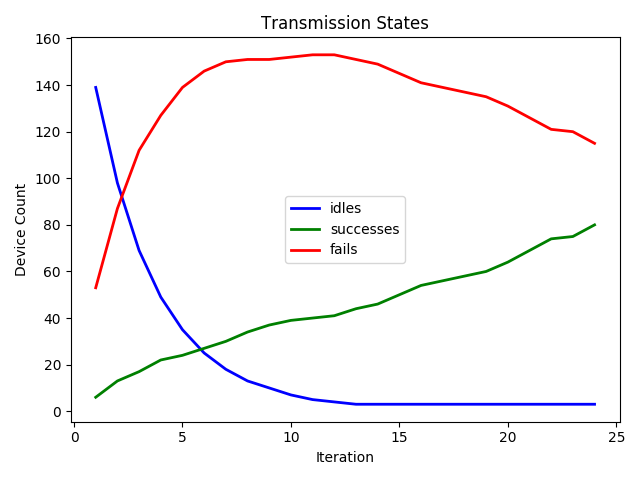 Transmission States
Device Count
160
140
120
100
80
60
40
20
0
idles
successes
fails
0 5 10 15 20 25
Iteration